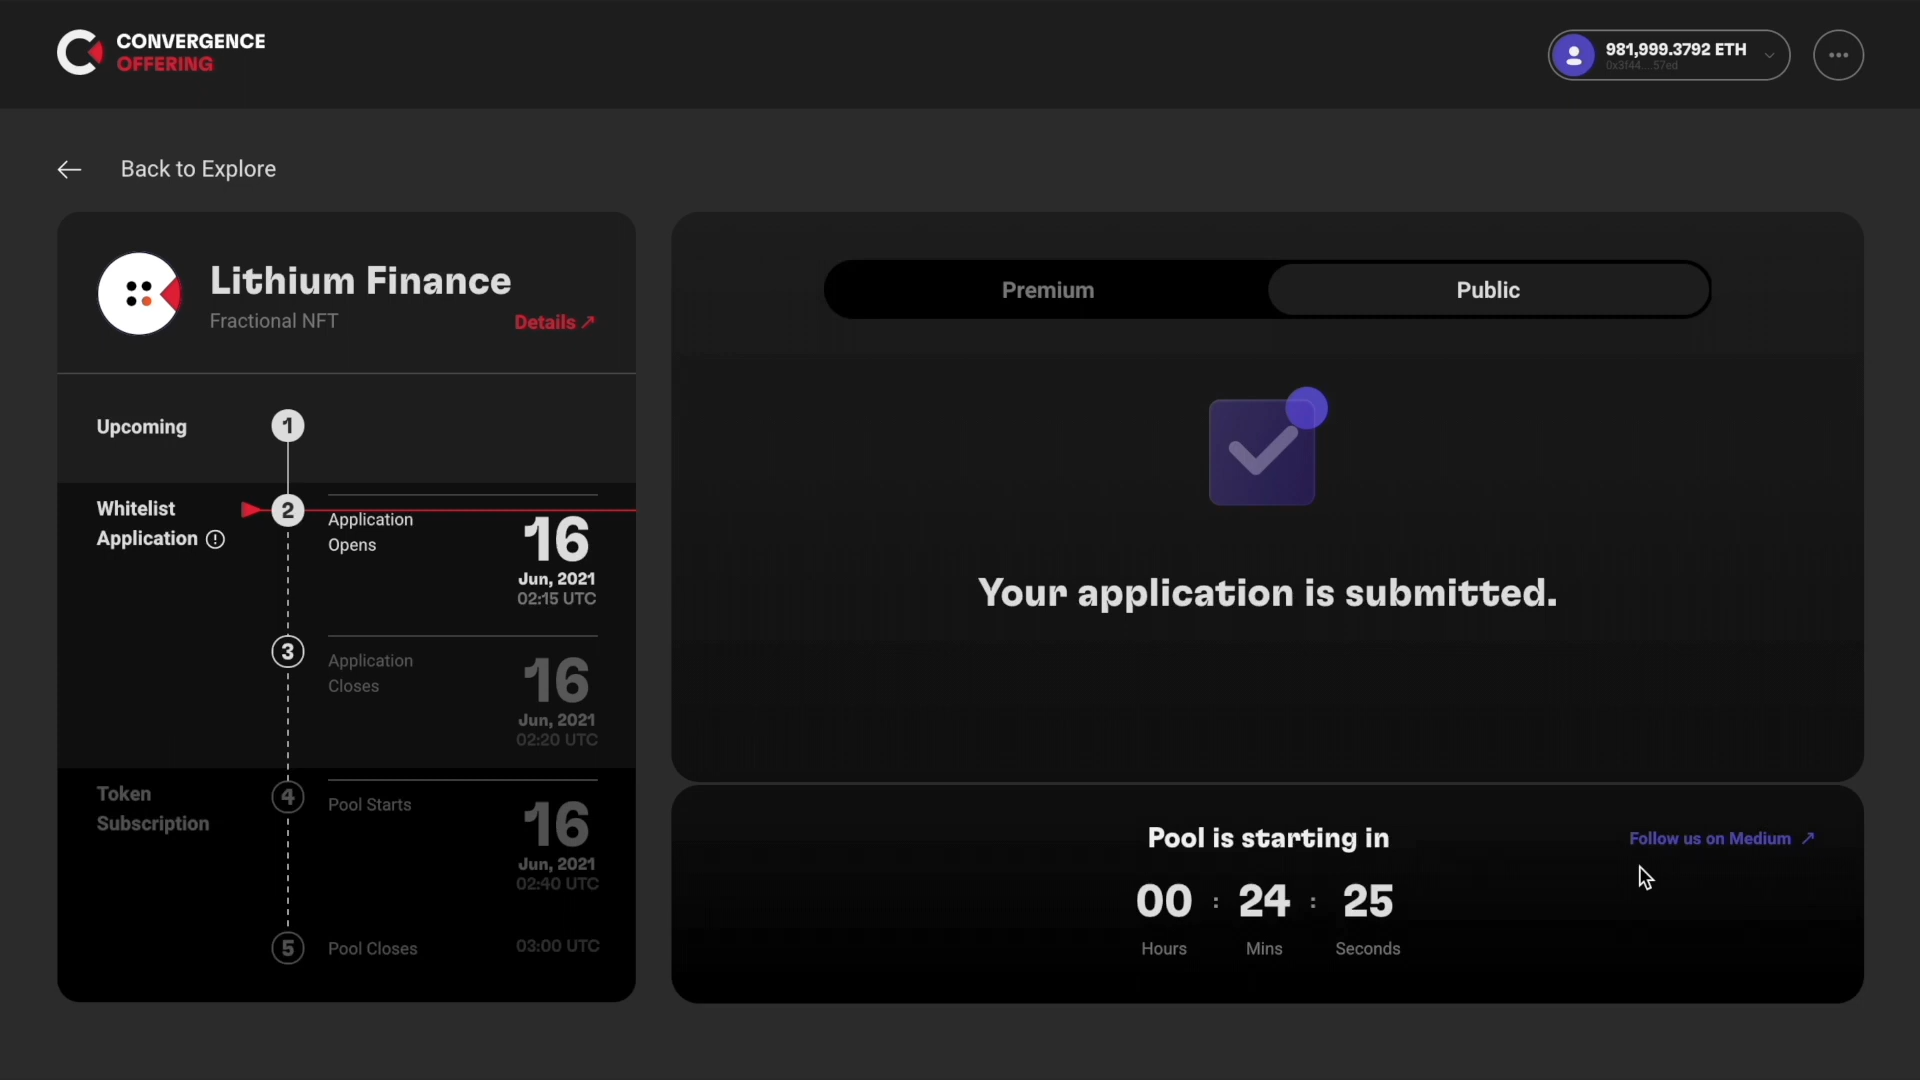 CONVERGENCE
OFFERING
981,999.3792 ETH
0x3f44....57ed
Back to Explore
Lithium Finance
Fractional NFT
Details ↗
Upcoming
1
Whitelist
Application
2
Application
Opens
16
Jun, 2021
02:15 UTC
3
Application
Closes
16
Jun, 2021
02:20 UTC
Token
Subscription
4
Pool Starts
16
Jun, 2021
02:40 UTC
5
Pool Closes
03:00 UTC
Premium
Public
Your application is submitted.
Pool is starting in
Follow us on Medium ↗
00 : 24 : 25
Hours Mins Seconds